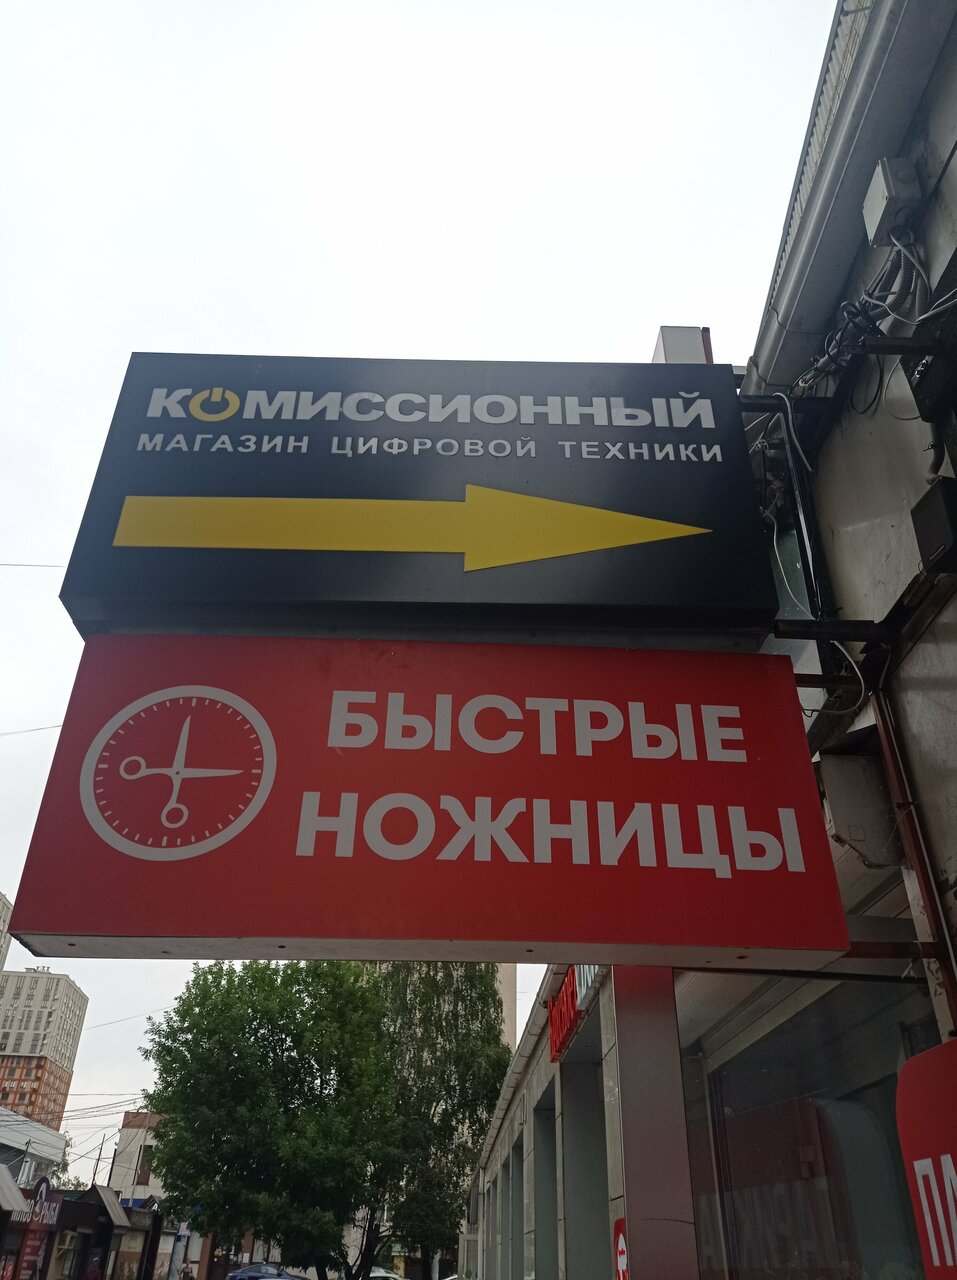 КОМИССИОННЫЙ
МАГАЗИН ЦИФРОВОЙ ТЕХНИКИ
БЫСТРЫЕ
НОЖНИЦЫ